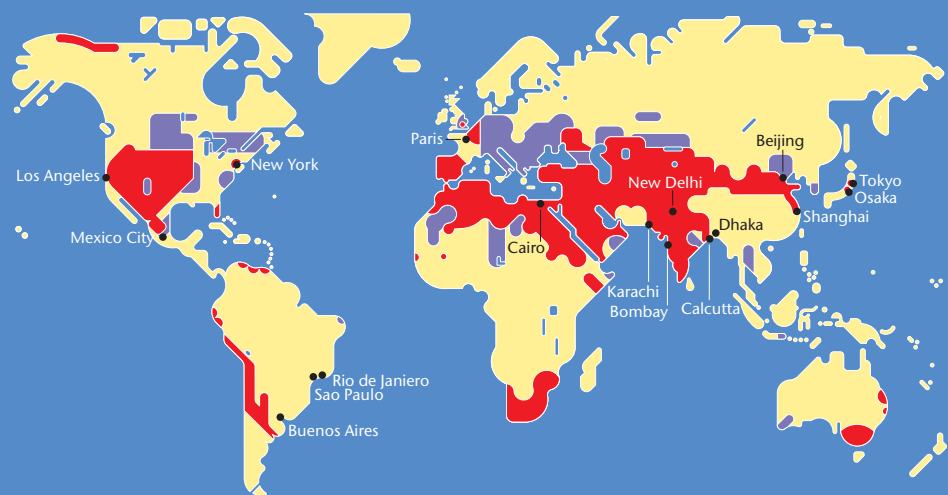 Paris
Beijing
New York
Los Angeles
New Delhi
Tokyo
Osaka
Shanghai
Dhaka
Mexico City
Cairo
Karachi
Bombay
Calcutta
Rio de Janiero
Sao Paulo
Buenos Aires